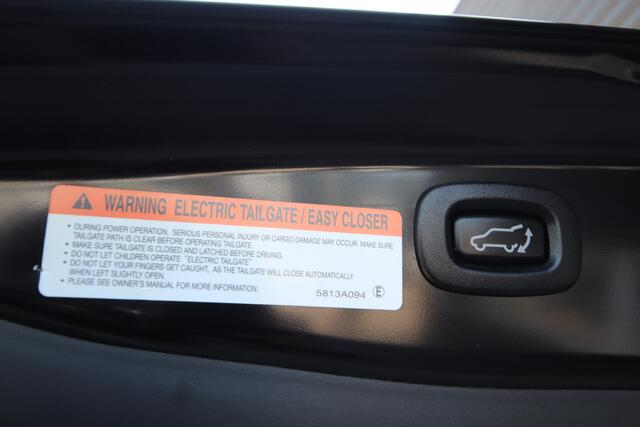 WARNING ELECTRIC TAILGATE / EASY CLOSER
• DURING POWER OPERATION, SERIOUS PERSONAL INJURY OR CARGO DAMAGE MAY OCCUR. MAKE SURE
TAILGATE PATH IS CLEAR BEFORE OPERATING TAILGATE.
• MAKE SURE TAILGATE IS CLOSED AND LATCHED BEFORE DRIVING.
• DO NOT LET CHILDREN OPERATE "ELECTRIC TAILGATE"
• DO NOT LET YOUR FINGERS GET CAUGHT, AS THE TAILGATE WILL CLOSE AUTOMATICALLY
WHEN LEFT SLIGHTLY OPEN.
• PLEASE SEE OWNER'S MANUAL FOR MORE INFORMATION.
5813A094 Ⓔ